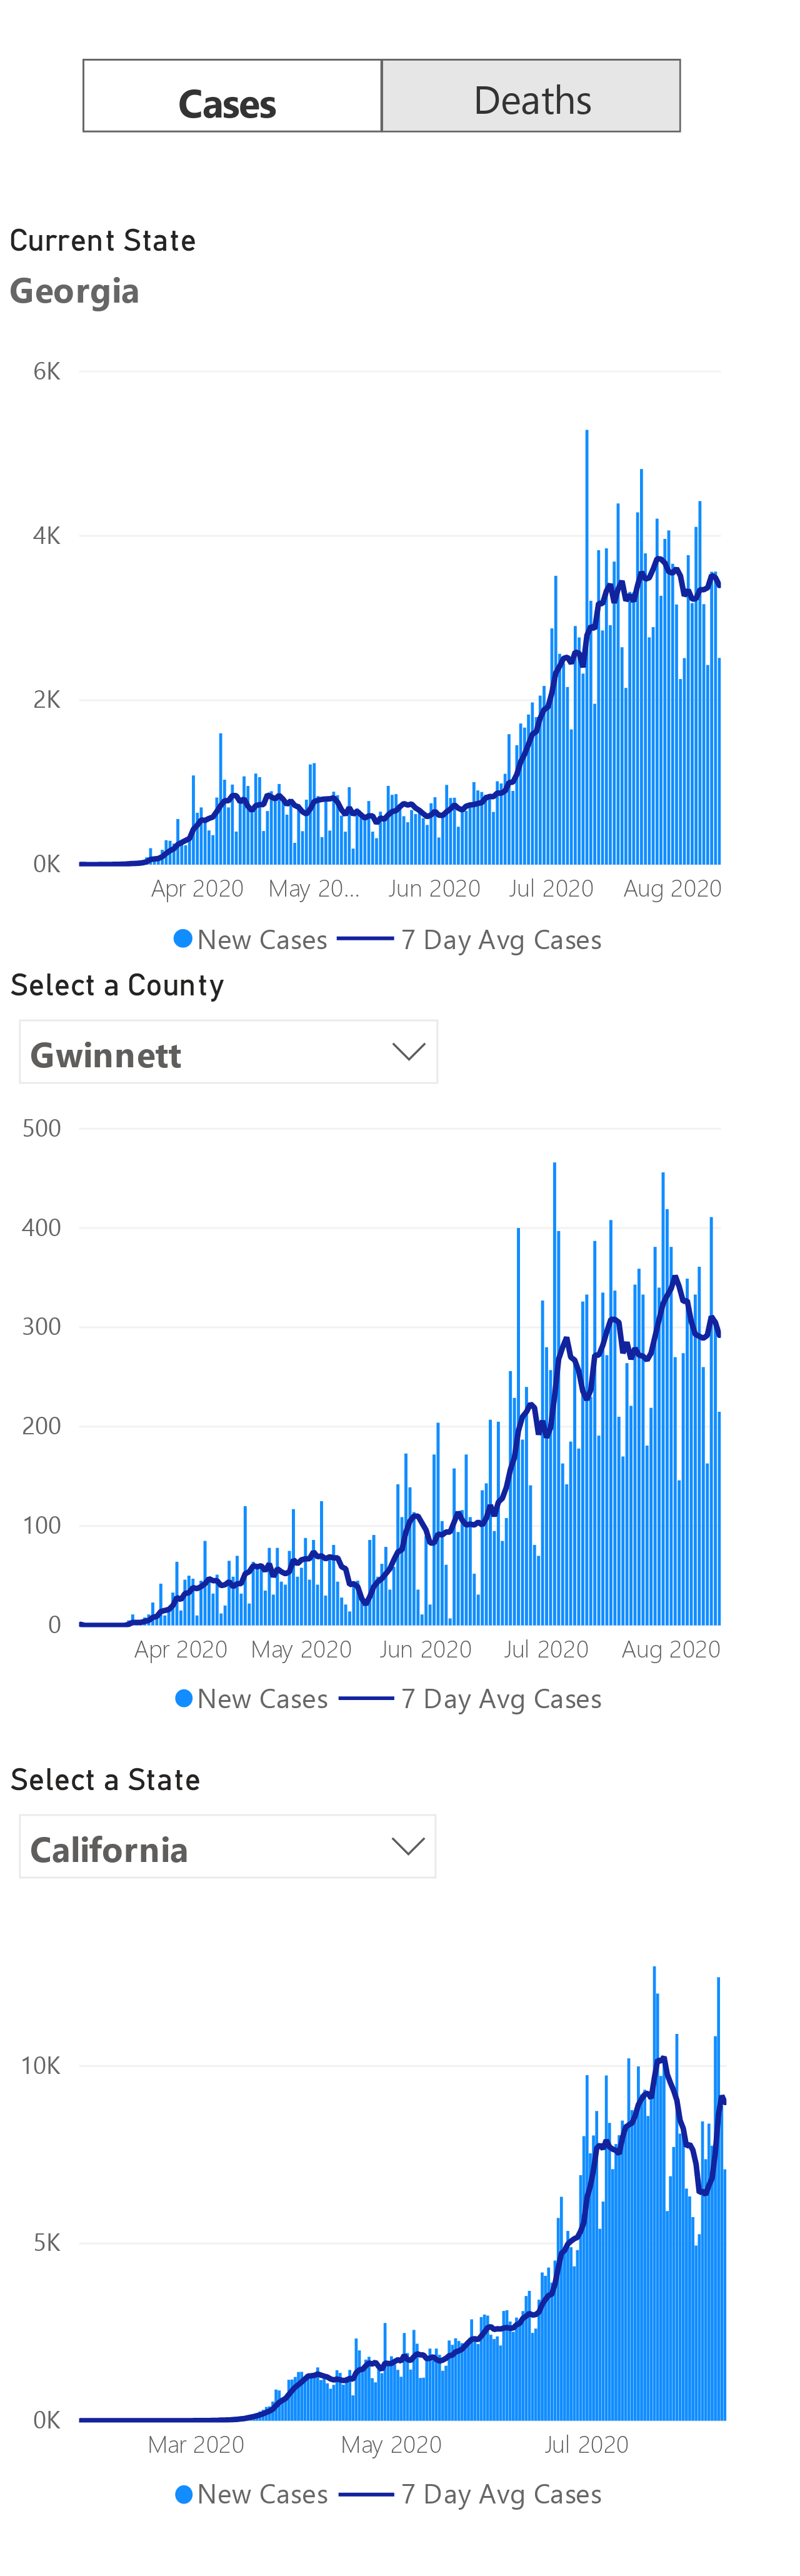 Cases Deaths
Current State
Georgia
6K
4K
2K
0K
Apr 2020 May 20... Jun 2020 Jul 2020 Aug 2020
New Cases 7 Day Avg Cases
Select a County
Gwinnett
500
400
300
200
100
0
Apr 2020 May 2020 Jun 2020 Jul 2020 Aug 2020
New Cases 7 Day Avg Cases
Select a State
California
10K
5K
0K
Mar 2020 May 2020 Jul 2020
New Cases 7 Day Avg Cases